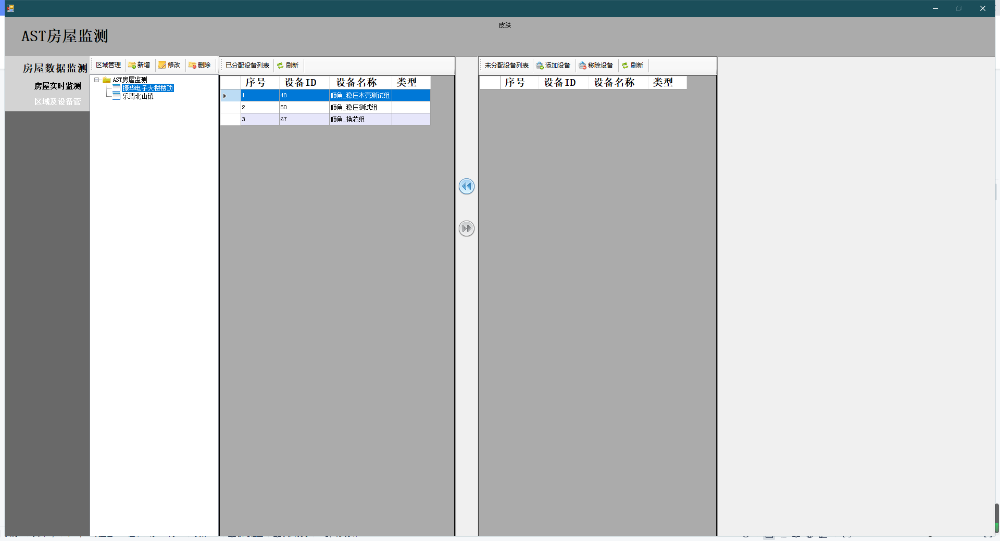 皮肤
AST房屋监测
房屋数据监测
房屋实时监测
区域及设备管
区域管理 新增 修改 删除
AST房屋监测
振华电子大楼楼顶
乐清北山镇
已分配设备列表 刷新
序号 设备ID 设备名称 类型
1 48 倾角_稳压木壳测试组
2 50 倾角_稳压测试组
3 67 倾角_换芯组
未分配设备列表 添加设备 移除设备 刷新
序号 设备ID 设备名称 类型